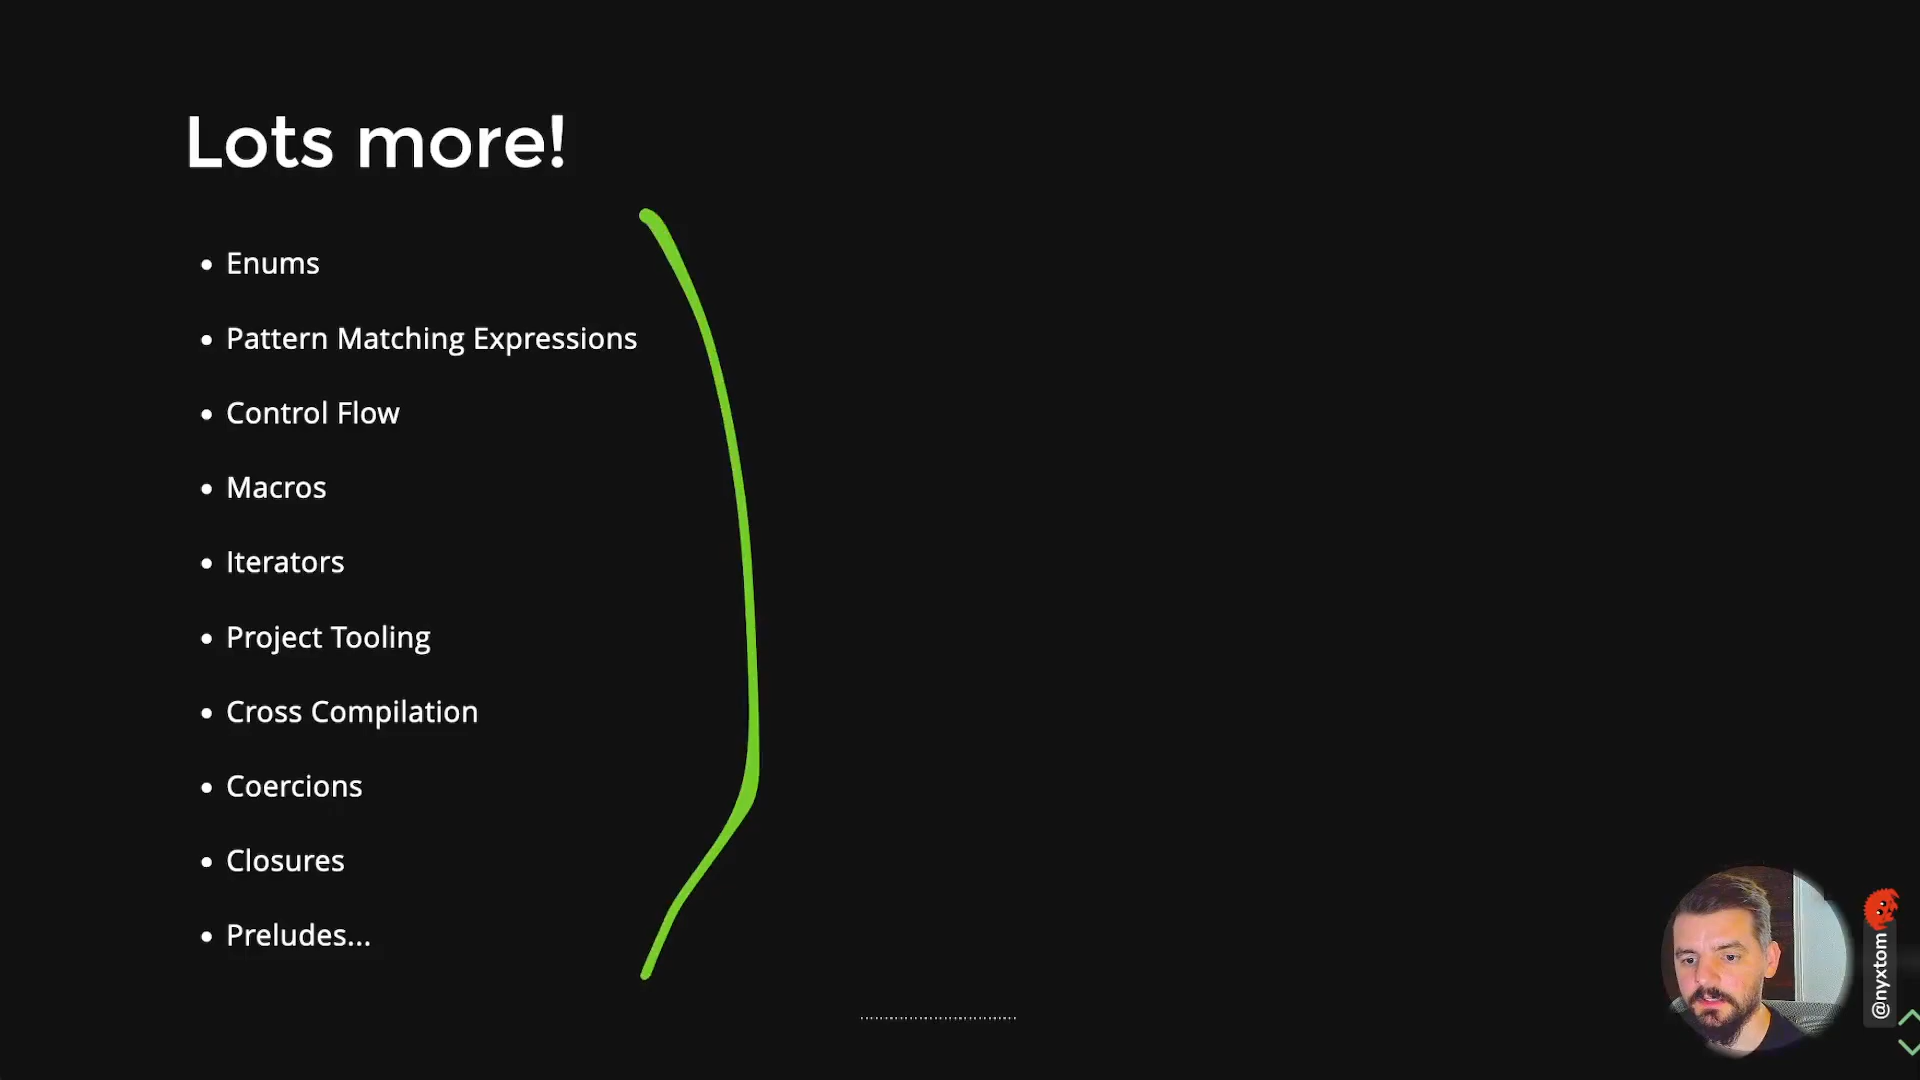 Lots more!
• Enums
• Pattern Matching Expressions
• Control Flow
• Macros
• Iterators
• Project Tooling
• Cross Compilation
• Coercions
• Closures
• Preludes...
@nyxtom